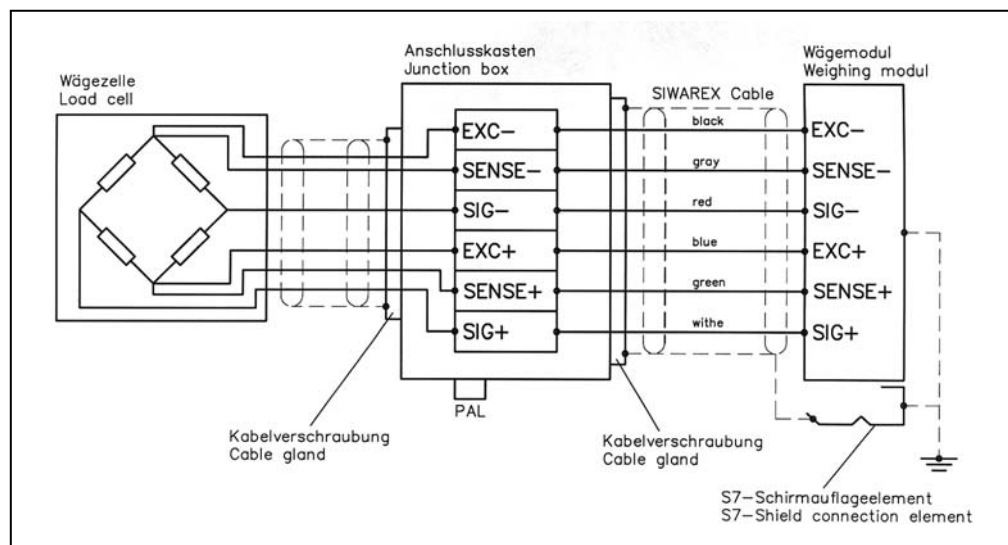 Wägezelle
Load cell
Anschlusskasten
Junction box
SIWAREX Cable
Wägemodul
Weighing modul
EXC-
SENSE-
SIG-
EXC+
SENSE+
SIG+
black
gray
red
blue
green
withe
EXC-
SENSE-
SIG-
EXC+
SENSE+
SIG+
PAL
Kabelverschraubung
Cable gland
Kabelverschraubung
Cable gland
S7-Schirmauflageelement
S7-Shield connection element